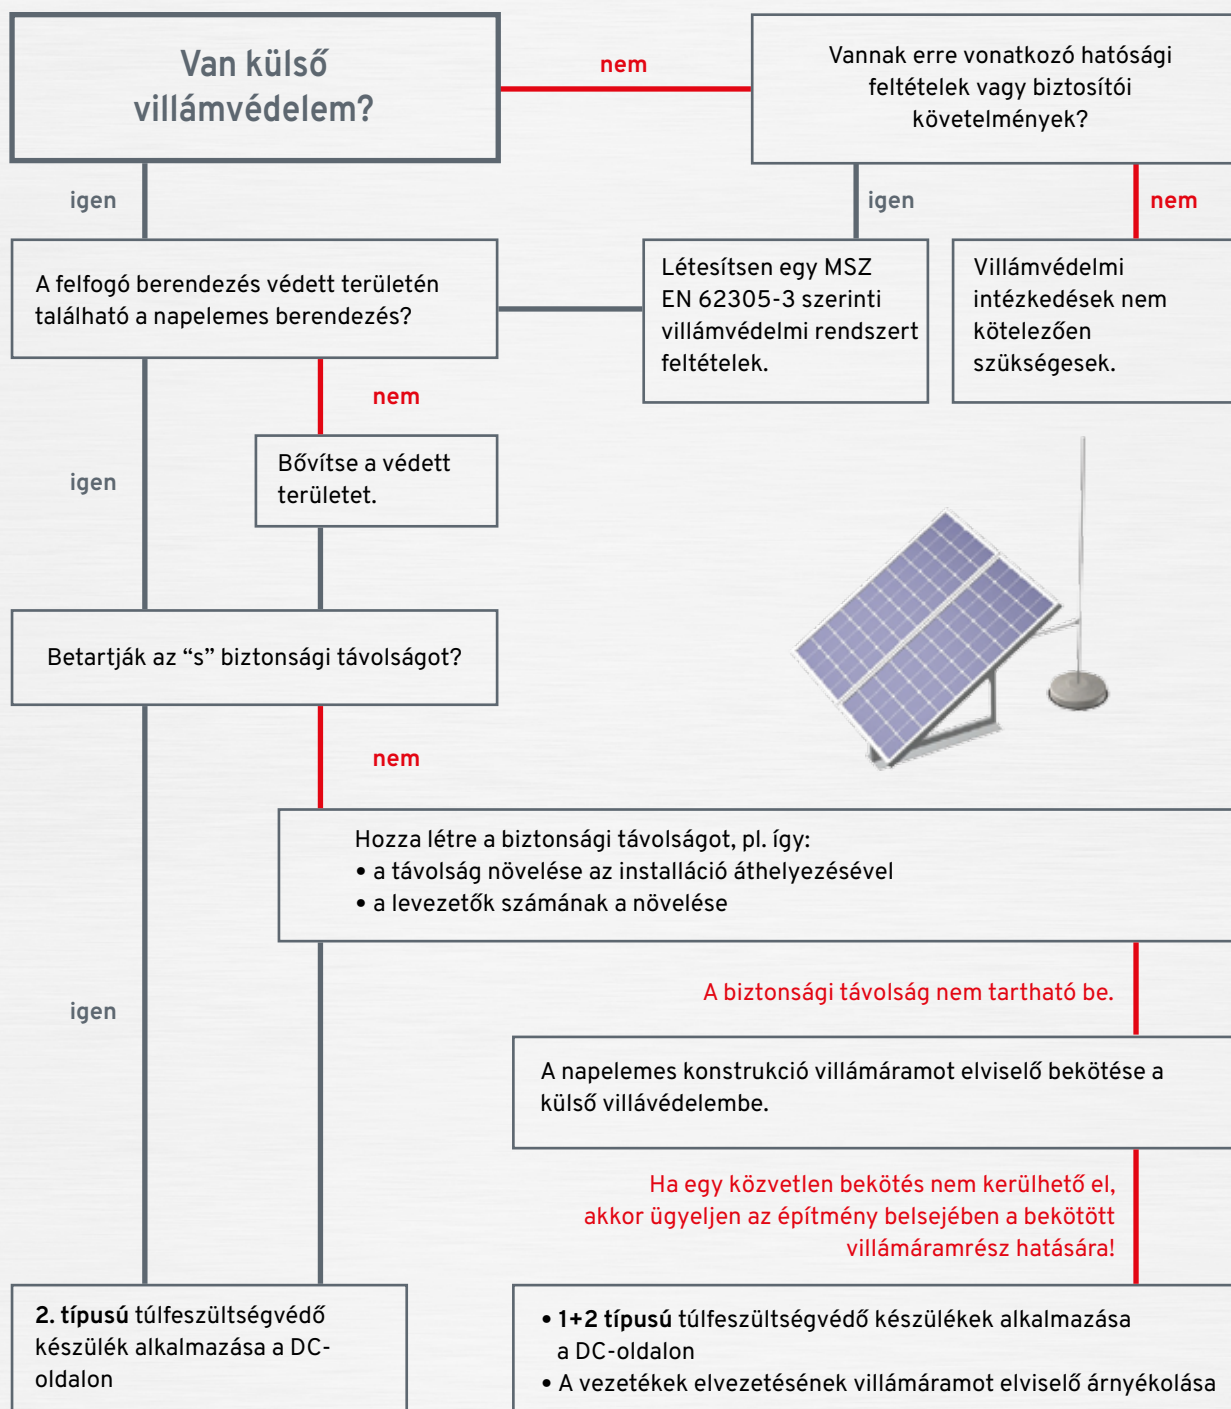 Van külső
villámvédelem?
nem
Vannak erre vonatkozó hatósági
feltételek vagy biztosítói
követelmények?
igen
igen
nem
A felfogó berendezés védett területén
található a napelemes berendezés?
Létesítsen egy MSZ
EN 62305-3 szerinti
villámvédelmi rendszert
feltételek.
Villámvédelmi
intézkedések nem
kötelezően
szükségesek.
nem
igen
Bővítse a védett
területet.
Betartják az “s” biztonsági távolságot?
nem
Hozza létre a biztonsági távolságot, pl. így:
• a távolság növelése az installáció áthelyezésével
• a levezetők számának a növelése
igen
A biztonsági távolság nem tartható be.
A napelemes konstrukció villámáramot elviselő bekötése a
külső villávédelembe.
Ha egy közvetlen bekötés nem kerülhető el,
akkor ügyeljen az építmény belsejében a bekötött
villámáramrész hatására!
2. típusú túlfeszültségvédő
készülék alkalmazása a DC-
oldalon
• 1+2 típusú túlfeszültségvédő készülékek alkalmazása
a DC-oldalon
• A vezetékek elvezetésének villámáramot elviselő árnyékolása